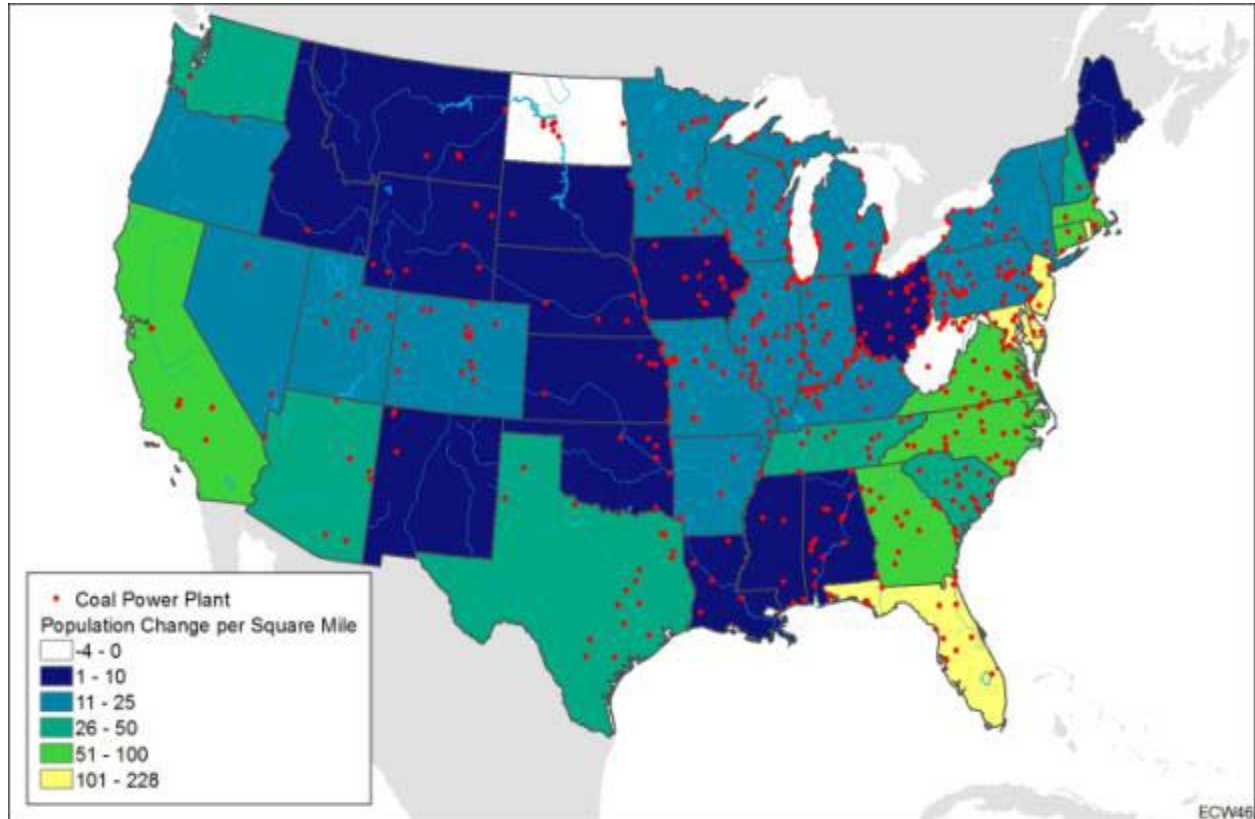 Coal Power Plant
Population Change per Square Mile
-4 - 0
1 - 10
11 - 25
26 - 50
51 - 100
101 - 228
ECW46